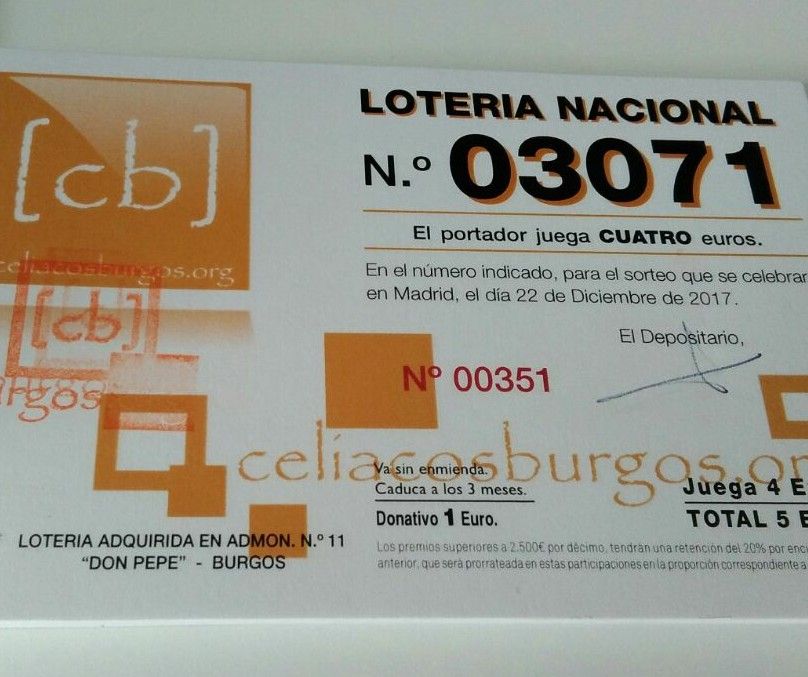 [cb]
celiacosburgos.org
[cb]
LOTERIA NACIONAL
N.º 03071
El portador juega CUATRO euros.
En el número indicado, para el sorteo que se celebrar
en Madrid, el día 22 de Diciembre de 2017.
El Depositario,
Nº 00351
rgos
celiacosburgos.or
Va sin enmienda.
Caduca a los 3 meses.
Donativo 1 Euro.
Juega 4 E
TOTAL 5 E
LOTERIA ADQUIRIDA EN ADMON. N.º 11
"DON PEPE" - BURGOS
Los premios superiores a 2.500€ por décimo, tendrán una retención del 20% por enci
anterior, que será prorrateada en estas participaciones en la proporción correspondiente a